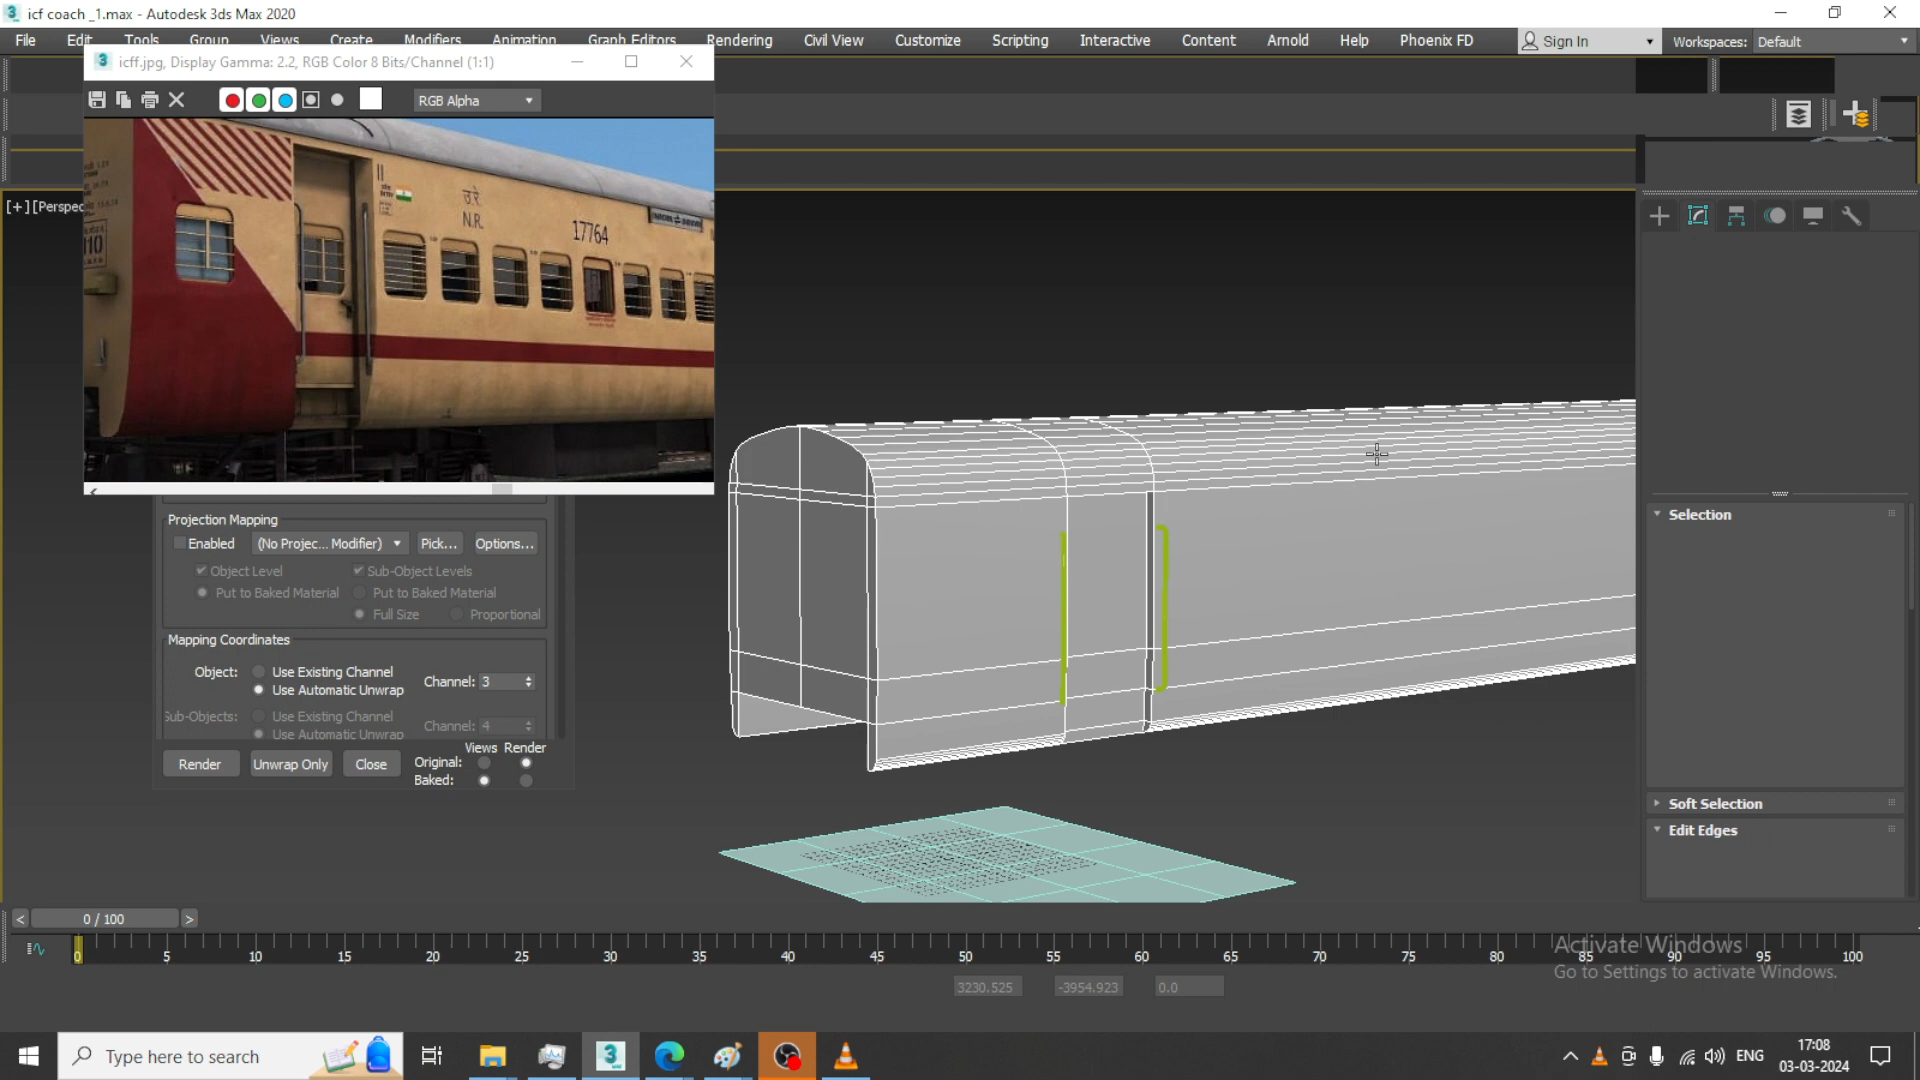 icf coach _1.max - Autodesk 3ds Max 2020
File Edit Tools Group Views Create Modifiers Animation Graph Editors Rendering Civil View Customize Scripting Interactive Content Arnold Help Phoenix FD Sign In Workspaces: Default
icff.jpg, Display Gamma: 2.2, RGB Color 8 Bits/Channel (1:1)
RGB Alpha
[+][Perspec
उ.रे.
N.R.
17764
110
Projection Mapping
Enabled (No Projec... Modifier) Pick... Options...
Object Level Sub-Object Levels
Put to Baked Material Put to Baked Material
Full Size Proportional
Mapping Coordinates
Object: Use Existing Channel
Use Automatic Unwrap Channel: 3
Sub-Objects: Use Existing Channel
Use Automatic Unwrap Channel: 4
Views Render
Render Unwrap Only Close Original:
Baked:
Selection
Soft Selection
Edit Edges
< 0 / 100 >
0 5 10 15 20 25 30 35 40 45 50 55 60 65 70 75 80 85 90 95 100
Activate Windows
Go to Settings to activate Windows.
3230.525 -3954.923 0.0
Type here to search
ENG
17:08
03-03-2024